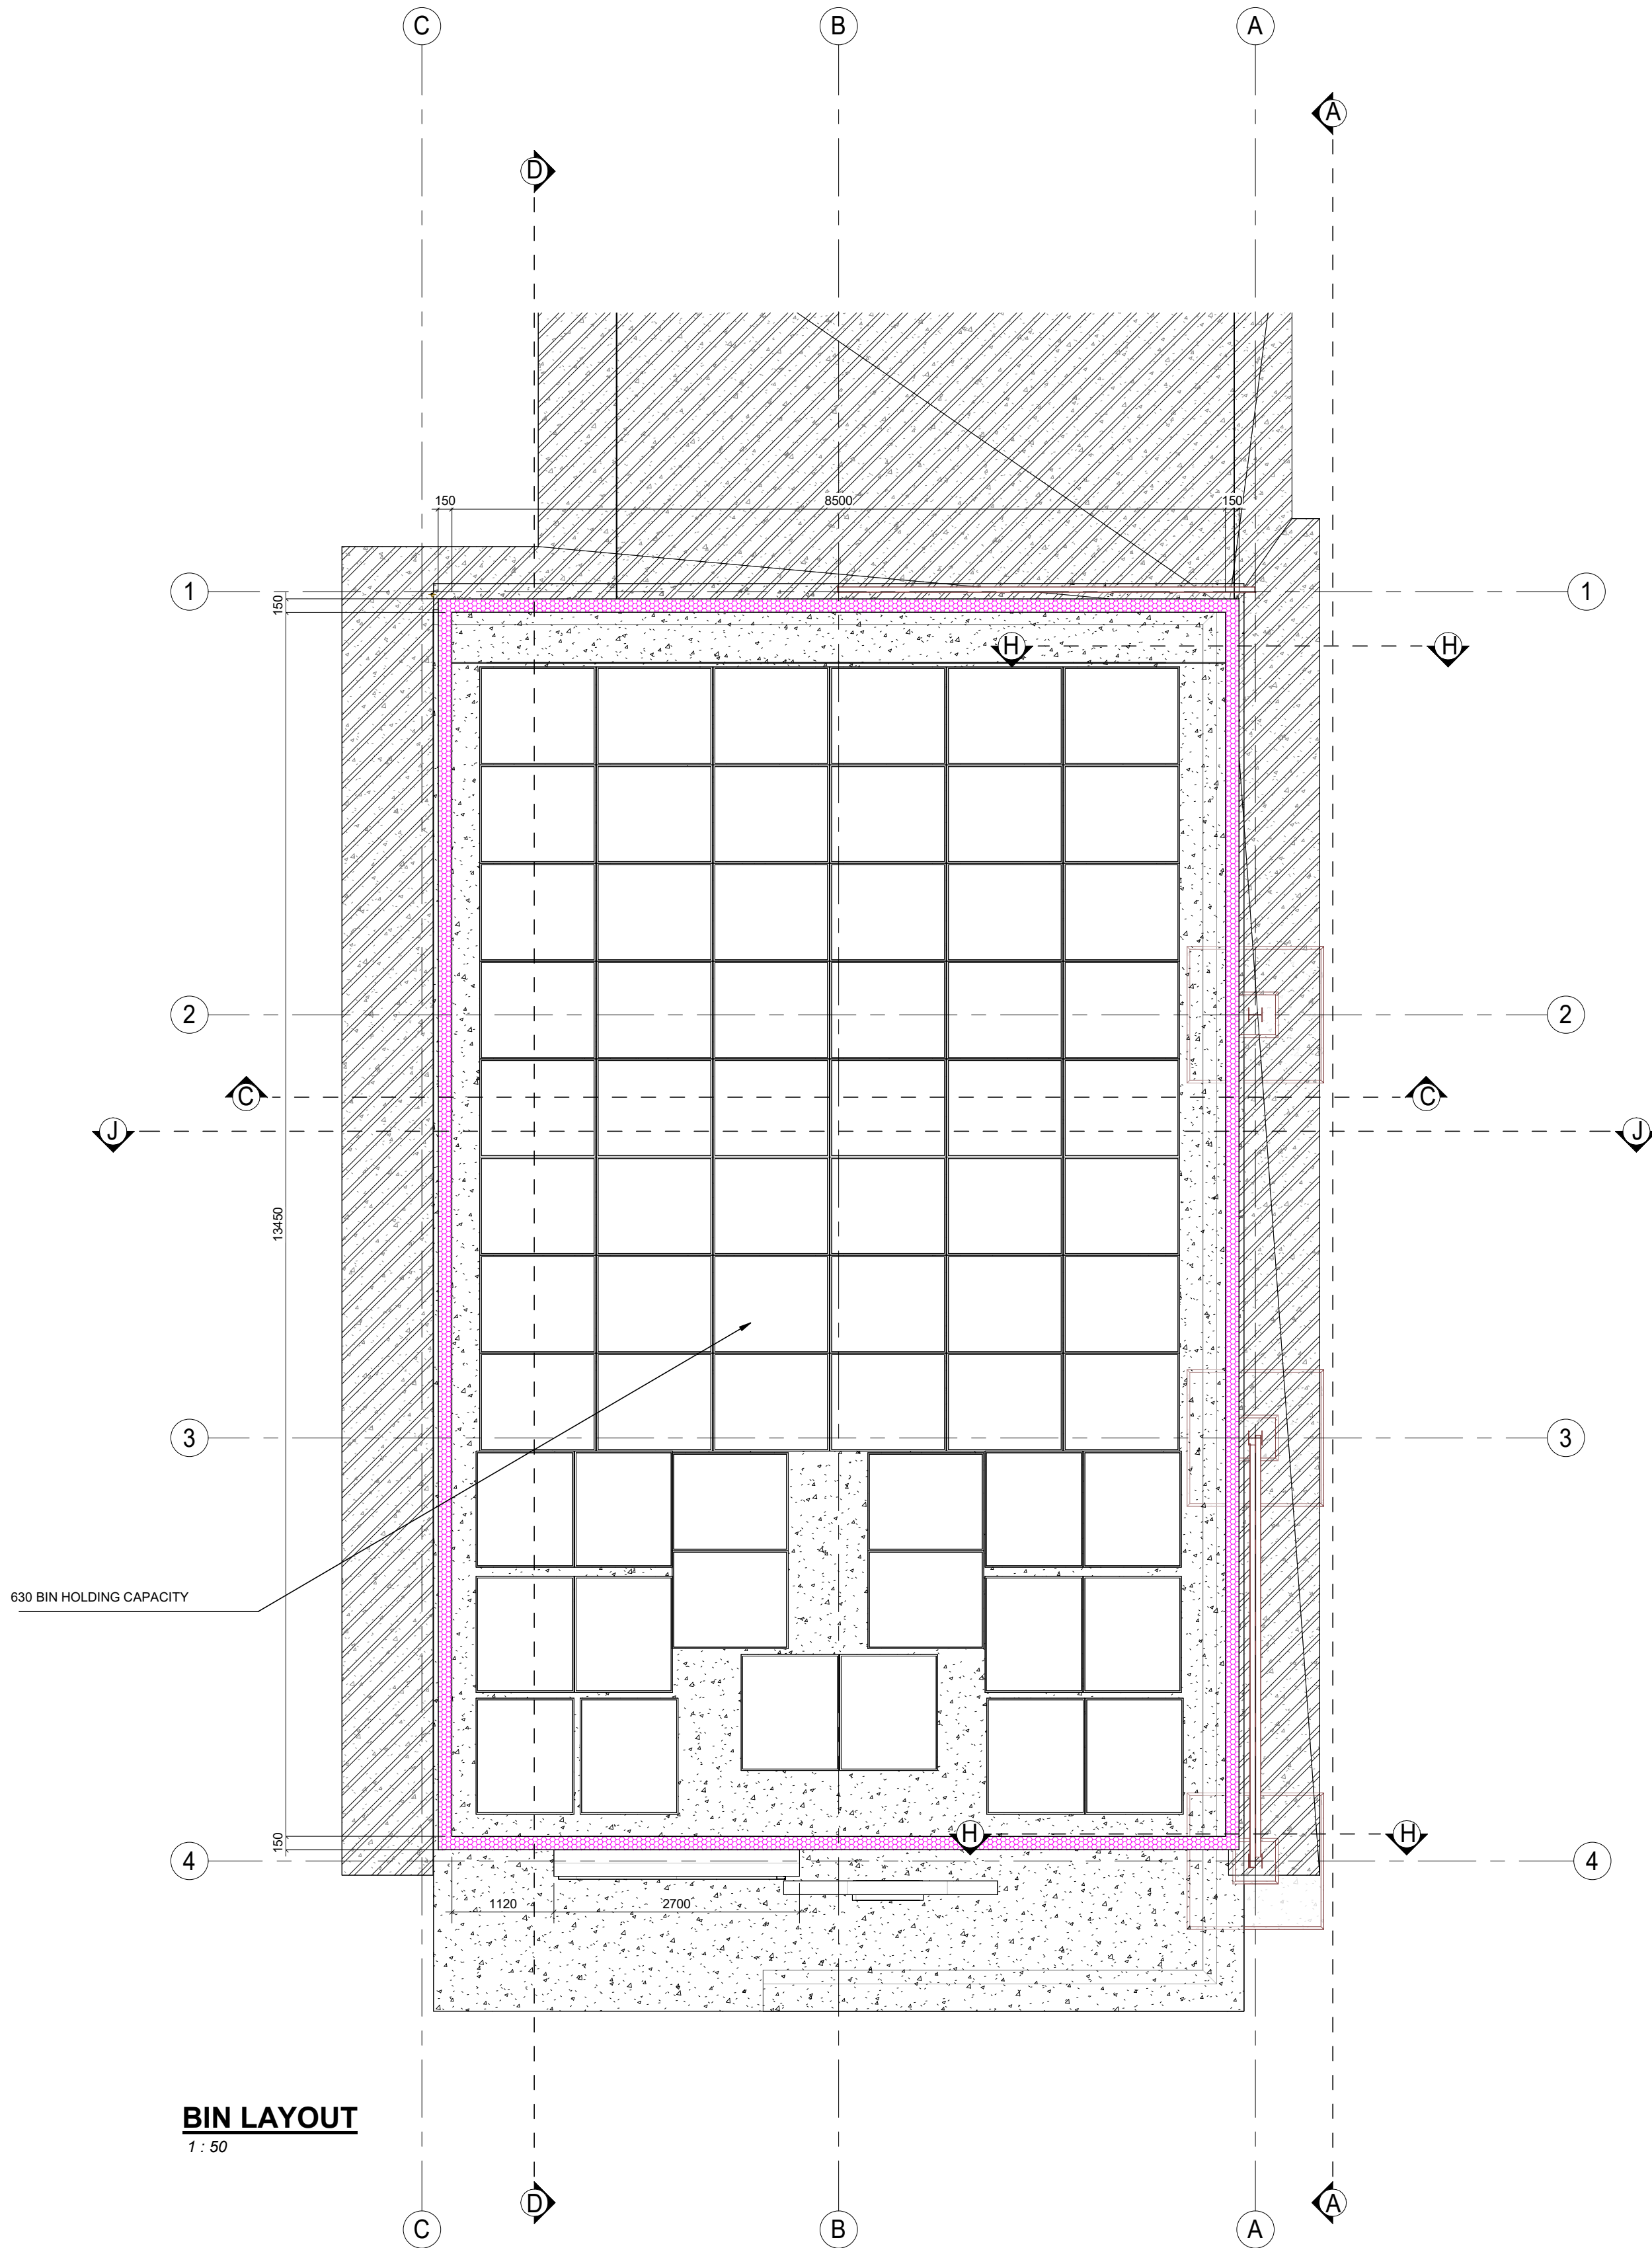 C B A
A
D
150 8500 150
1 1
150
H H
2 2
C C
J J
13450
3 3
630 BIN HOLDING CAPACITY
H H
150
4 4
1120 2700
BIN LAYOUT
1 : 50
D A
C B A